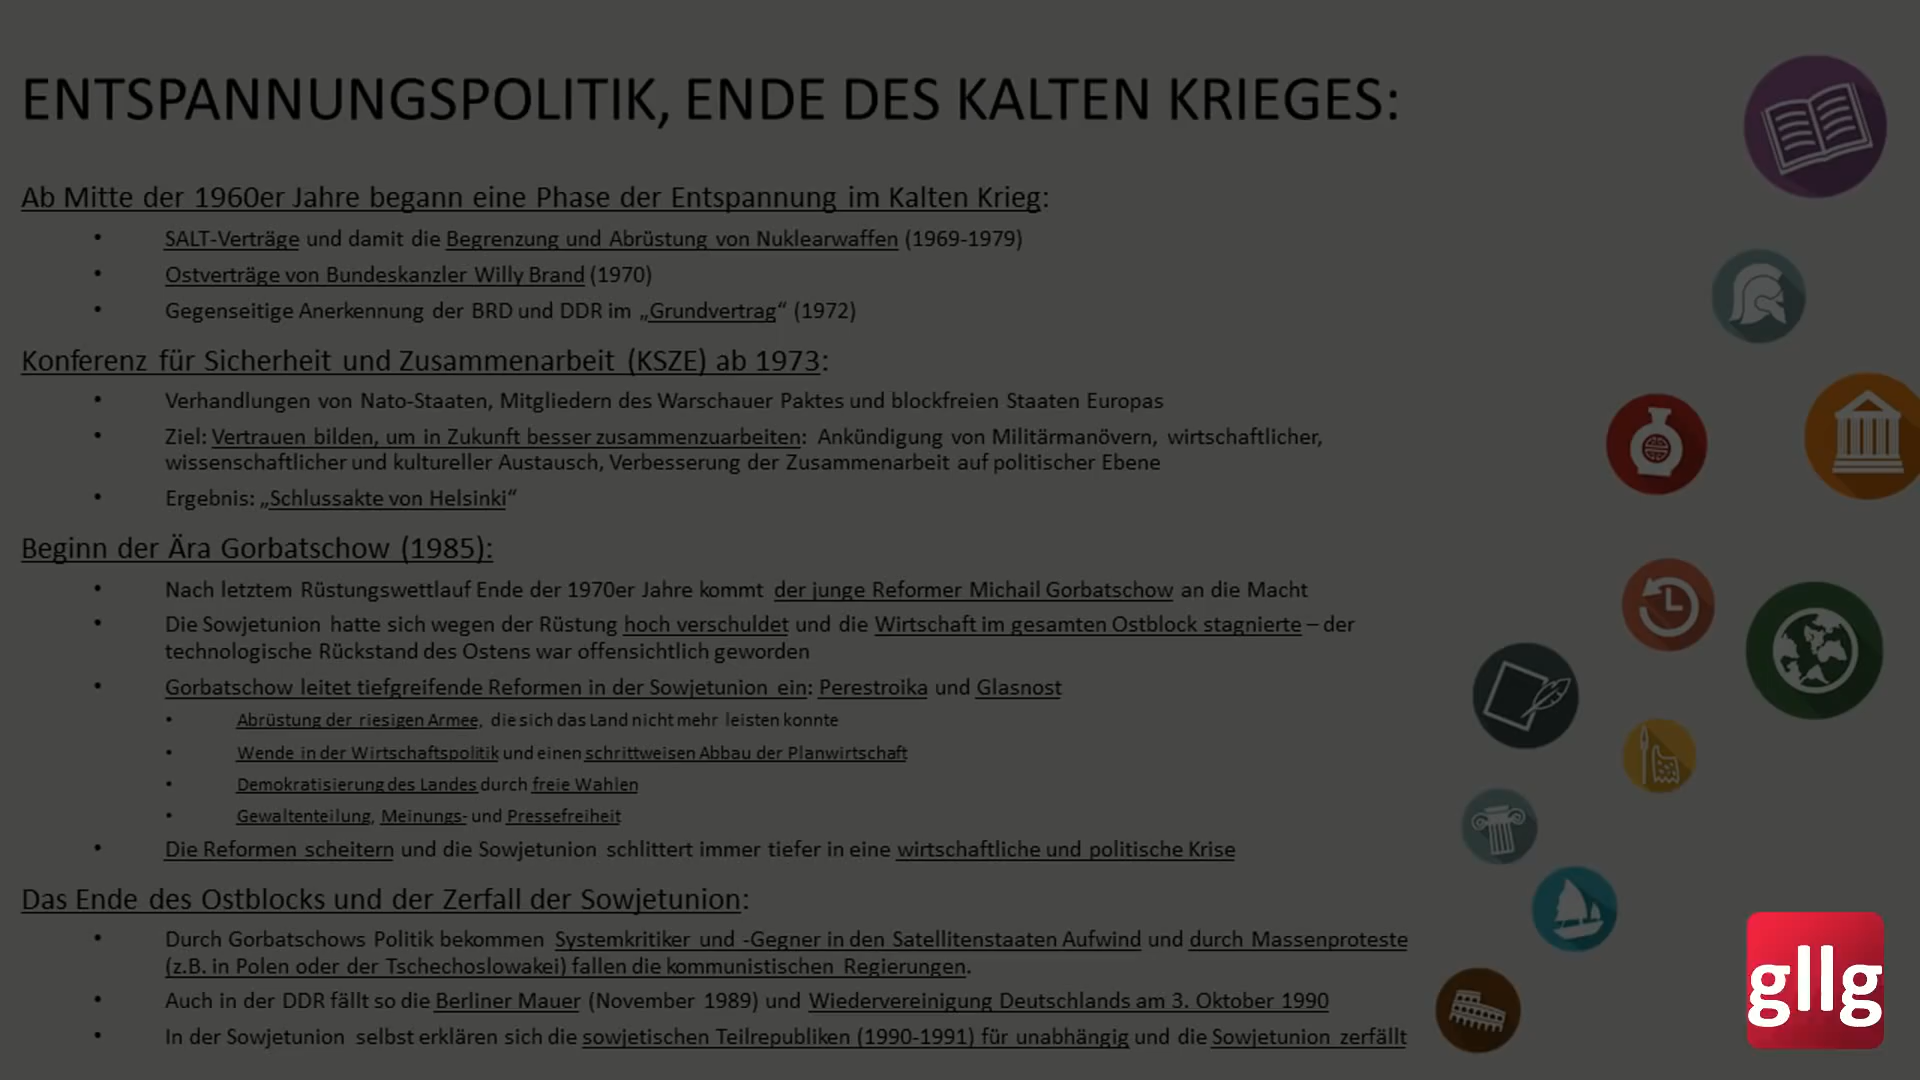 ENTSPANNUNGSPOLITIK, ENDE DES KALTEN KRIEGES:
Ab Mitte der 1960er Jahre begann eine Phase der Entspannung im Kalten Krieg:
• SALT-Verträge und damit die Begrenzung und Abrüstung von Nuklearwaffen (1969-1979)
• Ostverträge von Bundeskanzler Willy Brand (1970)
• Gegenseitige Anerkennung der BRD und DDR im „Grundvertrag“ (1972)
Konferenz für Sicherheit und Zusammenarbeit (KSZE) ab 1973:
• Verhandlungen von Nato-Staaten, Mitgliedern des Warschauer Paktes und blockfreien Staaten Europas
• Ziel: Vertrauen bilden, um in Zukunft besser zusammenzuarbeiten: Ankündigung von Militärmanövern, wirtschaftlicher,
wissenschaftlicher und kultureller Austausch, Verbesserung der Zusammenarbeit auf politischer Ebene
• Ergebnis: „Schlussakte von Helsinki“
Beginn der Ära Gorbatschow (1985):
• Nach letztem Rüstungswettlauf Ende der 1970er Jahre kommt der junge Reformer Michail Gorbatschow an die Macht
• Die Sowjetunion hatte sich wegen der Rüstung hoch verschuldet und die Wirtschaft im gesamten Ostblock stagnierte – der
technologische Rückstand des Ostens war offensichtlich geworden
• Gorbatschow leitet tiefgreifende Reformen in der Sowjetunion ein: Perestroika und Glasnost
• Abrüstung der riesigen Armee, die sich das Land nicht mehr leisten konnte
• Wende in der Wirtschaftspolitik und einen schrittweisen Abbau der Planwirtschaft
• Demokratisierung des Landes durch freie Wahlen
• Gewaltenteilung, Meinungs- und Pressefreiheit
• Die Reformen scheitern und die Sowjetunion schlittert immer tiefer in eine wirtschaftliche und politische Krise
Das Ende des Ostblocks und der Zerfall der Sowjetunion:
• Durch Gorbatschows Politik bekommen Systemkritiker und -Gegner in den Satellitenstaaten Aufwind und durch Massenproteste
(z.B. in Polen oder der Tschechoslowakei) fallen die kommunistischen Regierungen.
• Auch in der DDR fällt so die Berliner Mauer (November 1989) und Wiedervereinigung Deutschlands am 3. Oktober 1990
• In der Sowjetunion selbst erklären sich die sowjetischen Teilrepubliken (1990-1991) für unabhängig und die Sowjetunion zerfällt
gllg